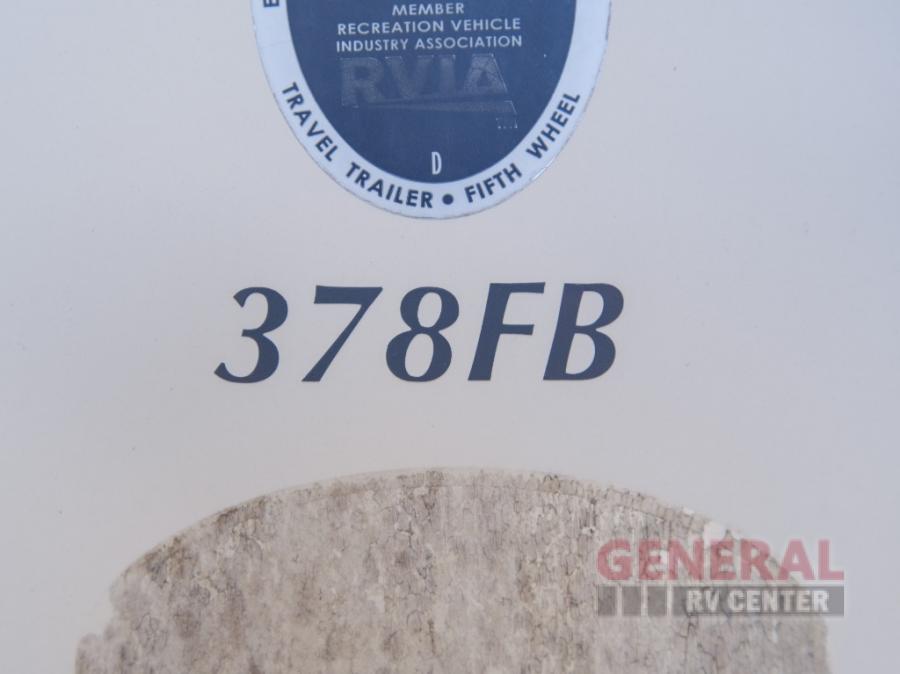 MEMBER
RECREATION VEHICLE
INDUSTRY ASSOCIATION
RVIA
D
TRAVEL TRAILER • FIFTH WHEEL
378FB
GENERAL
RV CENTER